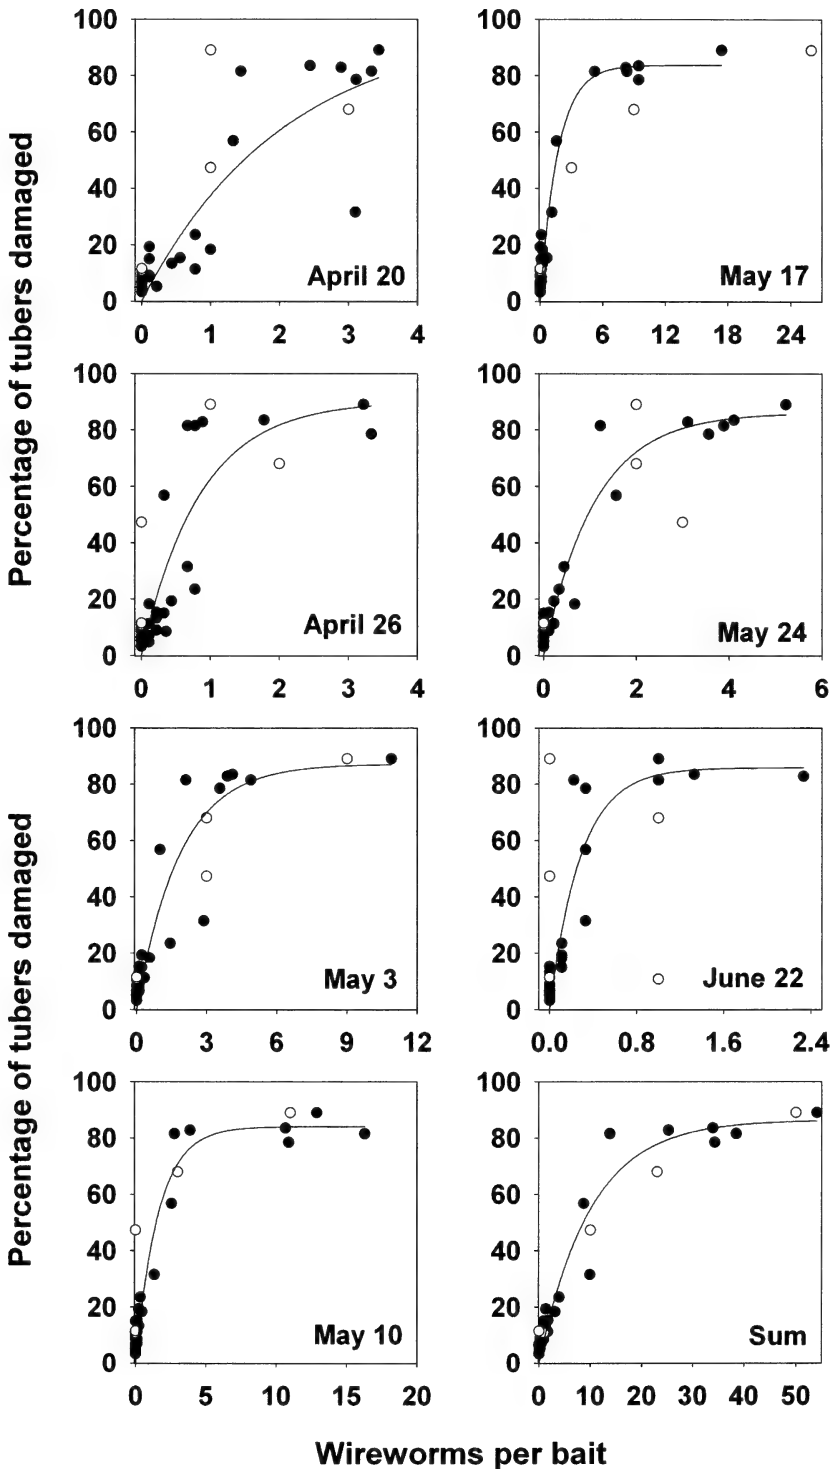 Percentage of tubers damaged
100
80
60
40
20
0
April 20
0 1 2 3 4
100
80
60
40
20
0
May 17
0 6 12 18 24
100
80
60
40
20
0
April 26
0 1 2 3 4
100
80
60
40
20
0
May 24
0 2 4 6
Percentage of tubers damaged
100
80
60
40
20
0
May 3
0 3 6 9 12
100
80
60
40
20
0
June 22
0.0 0.8 1.6 2.4
100
80
60
40
20
0
May 10
0 5 10 15 20
100
80
60
40
20
0
Sum
0 10 20 30 40 50
Wireworms per bait